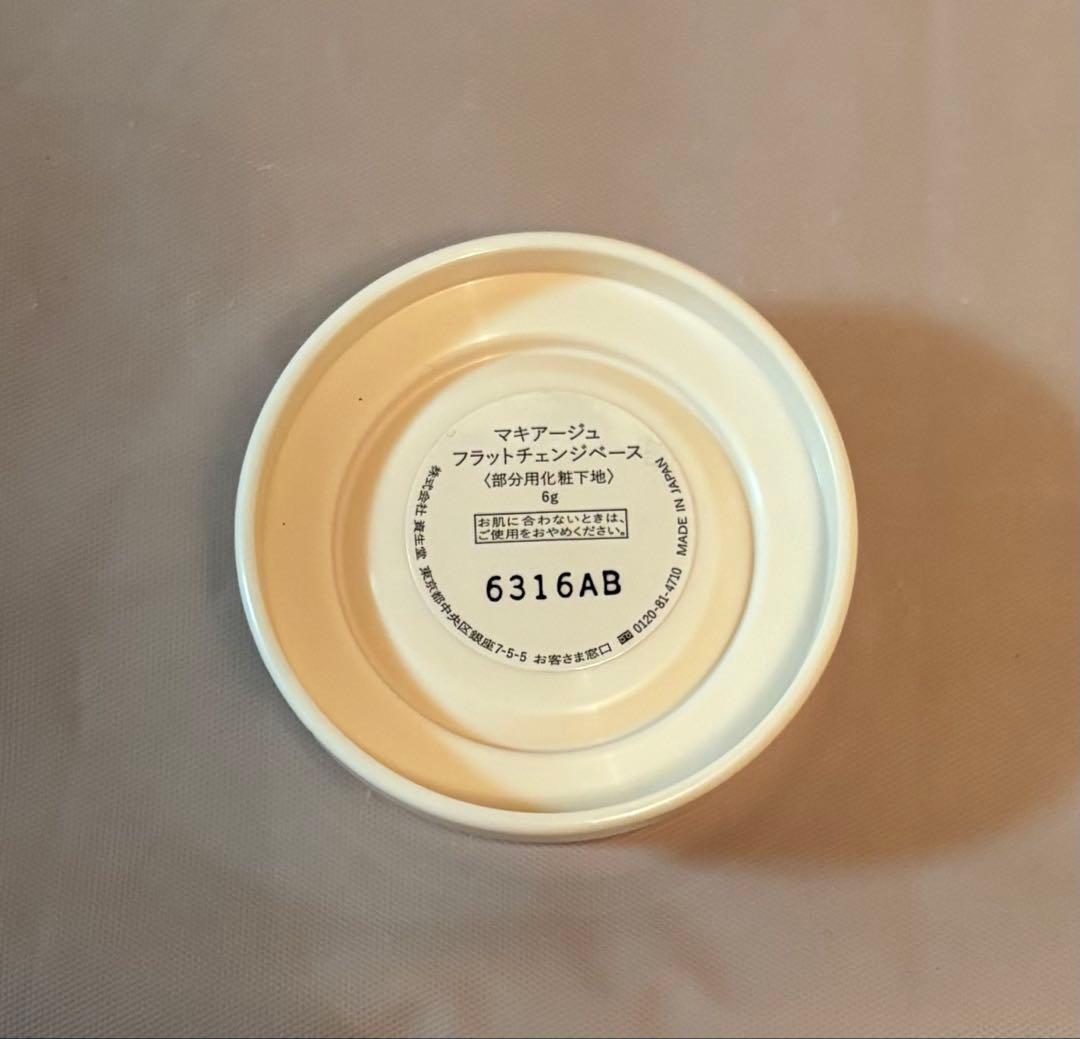 マキアージュ
フラットチェンジベース
〈部分用化粧下地〉
6g
お肌に合わないときは、
ご使用をおやめください。
6316AB
株式会社 資生堂 東京都中央区銀座7-5-5 お客さま窓口 0120-81-4710 MADE IN JAPAN